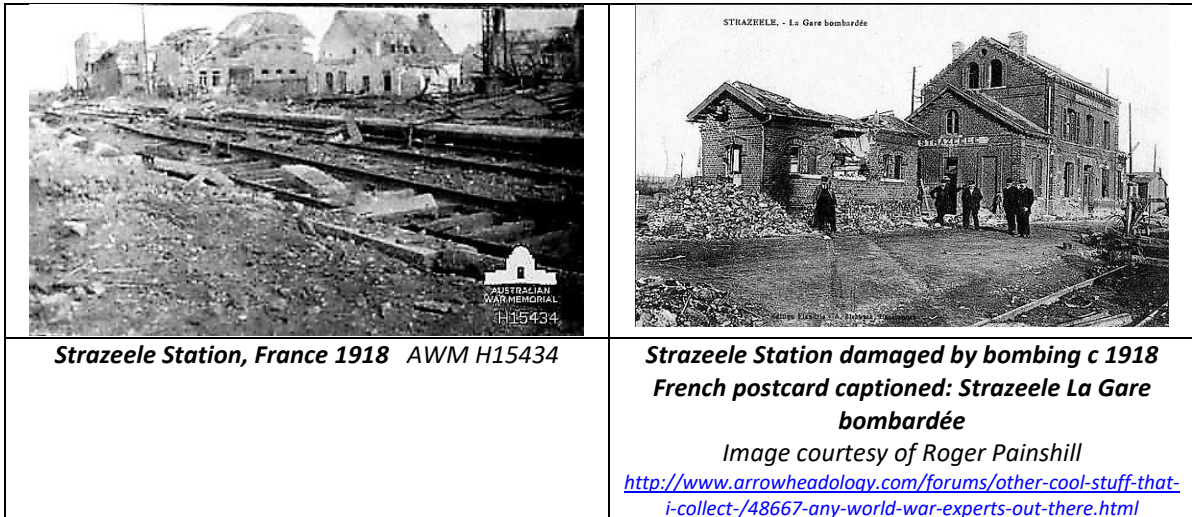 AUSTRALIAN
WAR MEMORIAL
H15434
STRAZEELE. - La Gare bombardée
STRAZEELE
Strazeele Station, France 1918 AWM H15434
Strazeele Station damaged by bombing c 1918
French postcard captioned: Strazeele La Gare
bombardée
Image courtesy of Roger Painshill
http://www.arrowheadology.com/forums/other-cool-stuff-that-
i-collect-/48667-any-world-war-experts-out-there.html